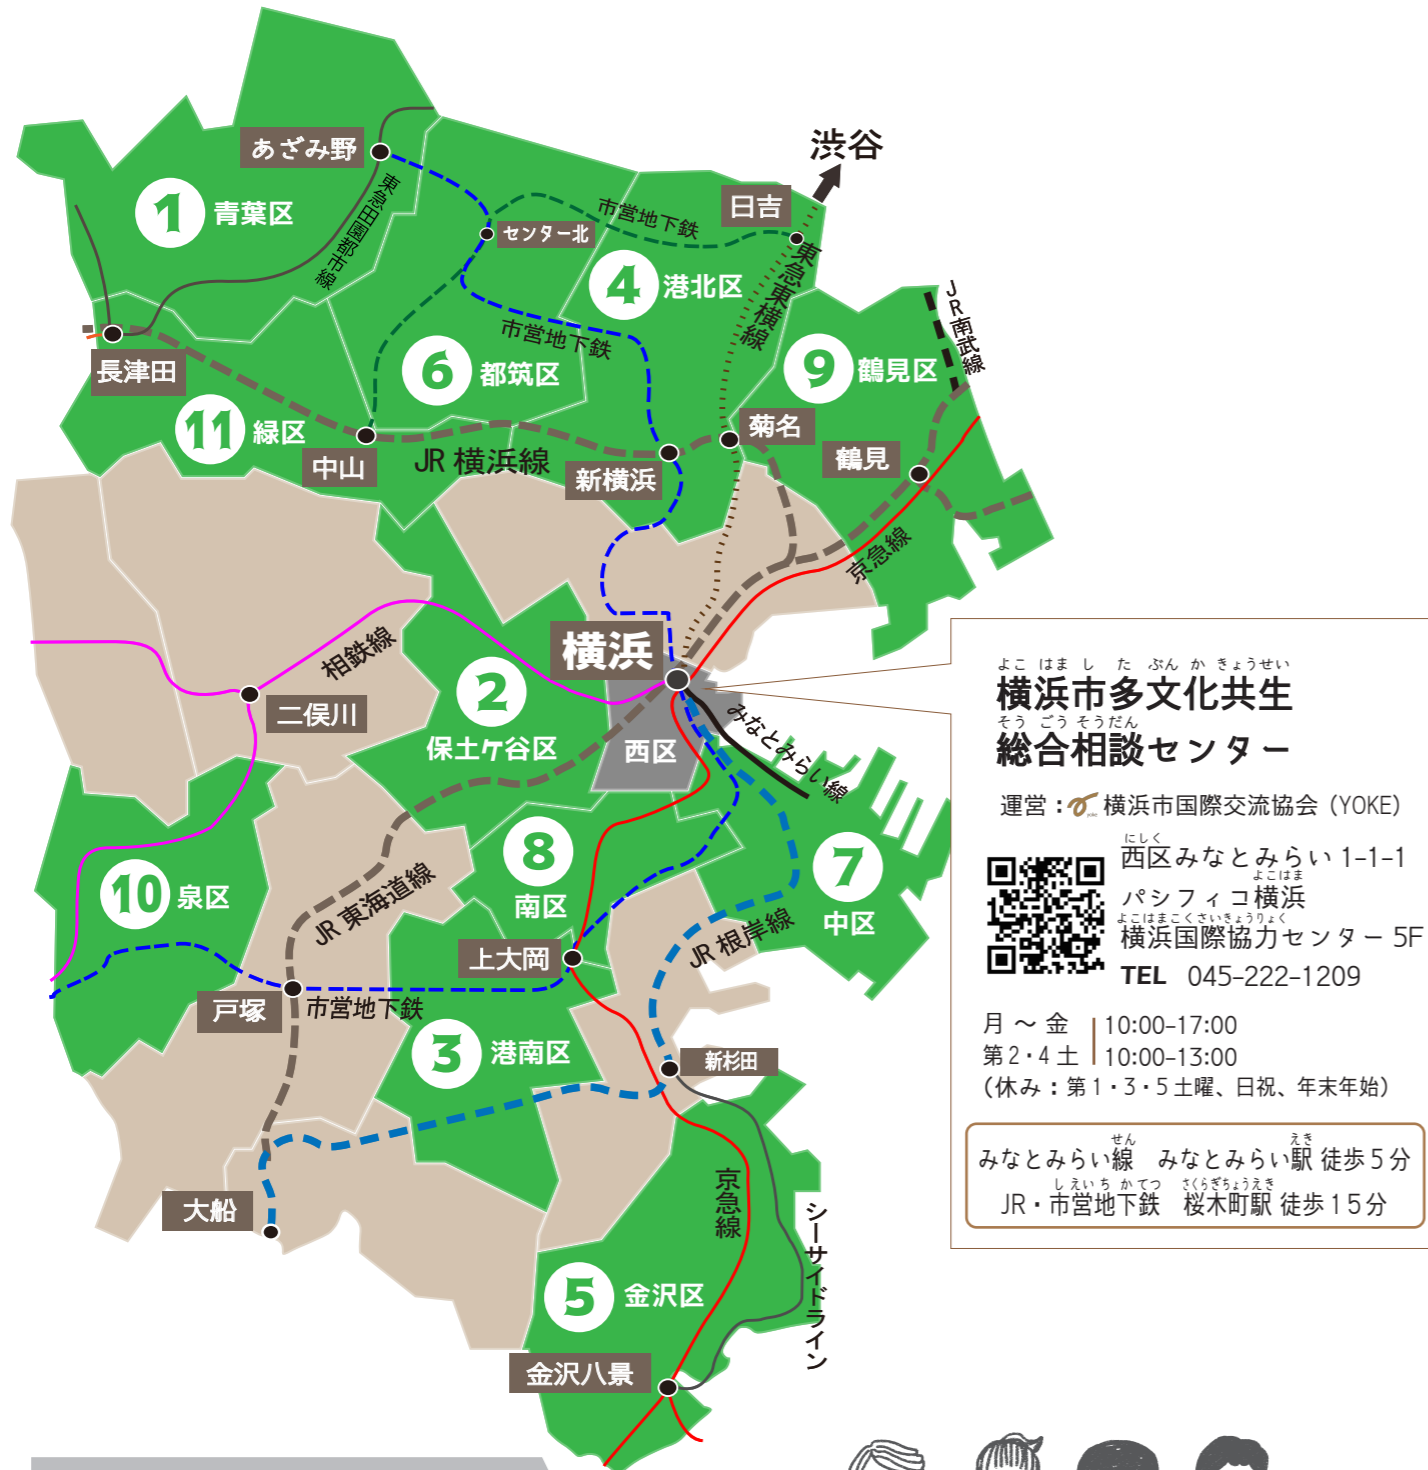 渋谷
あざみ野
日吉
1 青葉区
東急田園都市線
市営地下鉄
センター北
東急東横線
4 港北区
JR南武線
市営地下鉄
長津田
6 都筑区
9 鶴見区
11 緑区
菊名
中山
JR 横浜線
新横浜
鶴見
京急線
相鉄線
横浜
2
保土ケ谷区
二俣川
西区
みなとみらい線
8
南区
7
中区
10 泉区
JR 東海道線
上大岡
JR 根岸線
戸塚
市営地下鉄
3 港南区
新杉田
大船
京急線
シーサイドライン
5 金沢区
金沢八景
よこ はま し た ぶん か きょうせい
横浜市多文化共生
そう ごう そうだん
総合相談センター
運営：yoke 横浜市国際交流協会（YOKE）
にしく
西区みなとみらい 1-1-1
よこはま
パシフィコ横浜
よこはまこくさいきょうりょく
横浜国際協力センター 5F
TEL 045-222-1209
月 ～ 金 10:00-17:00
第2・4 土 10:00-13:00
（休み：第1・3・5 土曜、日祝、年末年始）
せん えき
みなとみらい線 みなとみらい駅 徒歩 5 分
しえいちかてつ さくらぎちょうえき
JR・市営地下鉄 桜木町駅 徒歩 15分